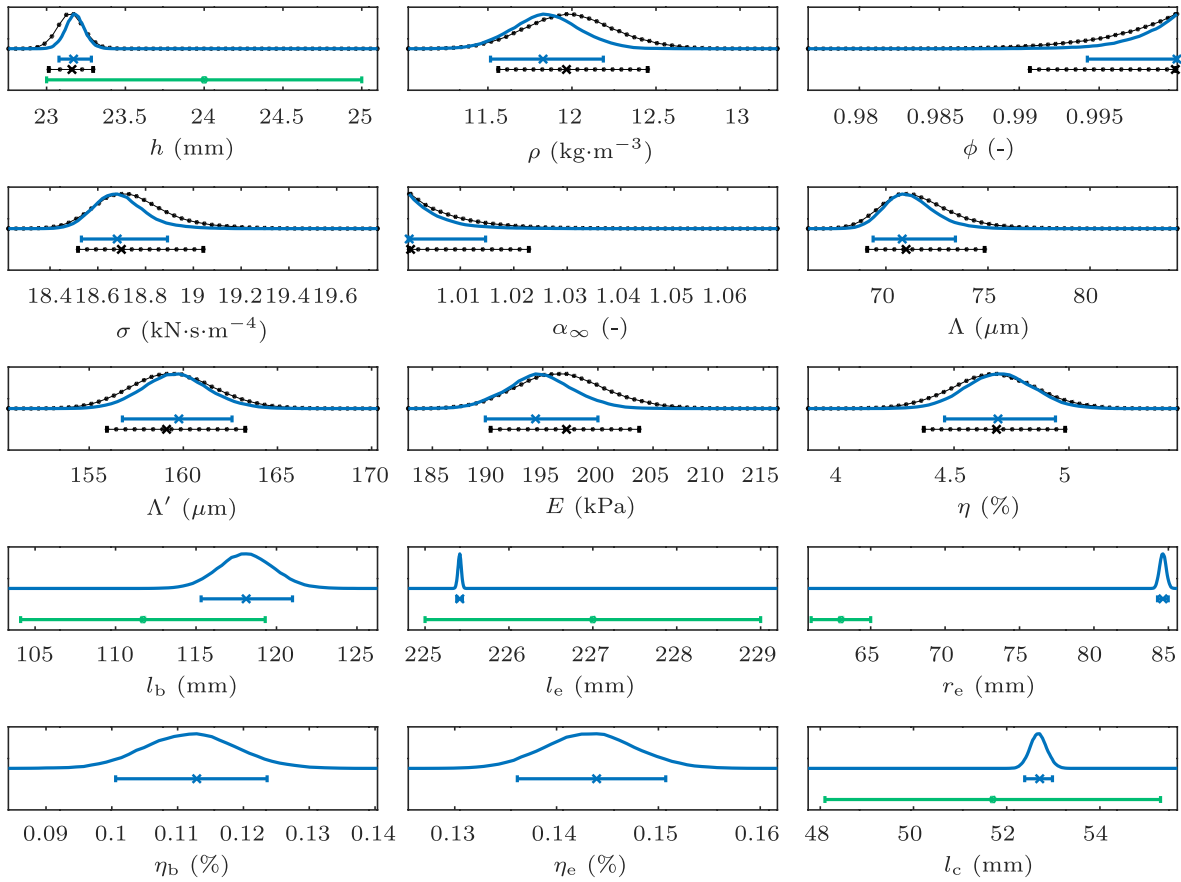 23 23.5 24 24.5 25
h (mm)
11.5 12 12.5 13
ρ (kg·m⁻³)
0.98 0.985 0.99 0.995
ϕ (-)
18.4 18.6 18.8 19 19.2 19.4 19.6
σ (kN·s·m⁻⁴)
1.01 1.02 1.03 1.04 1.05 1.06
α∞ (-)
70 75 80
Λ (μm)
155 160 165 170
Λ′ (μm)
185 190 195 200 205 210 215
E (kPa)
4 4.5 5
η (%)
105 110 115 120 125
l_b (mm)
225 226 227 228 229
l_e (mm)
65 70 75 80 85
r_e (mm)
0.09 0.1 0.11 0.12 0.13 0.14
η_b (%)
0.13 0.14 0.15 0.16
η_e (%)
48 50 52 54
l_c (mm)